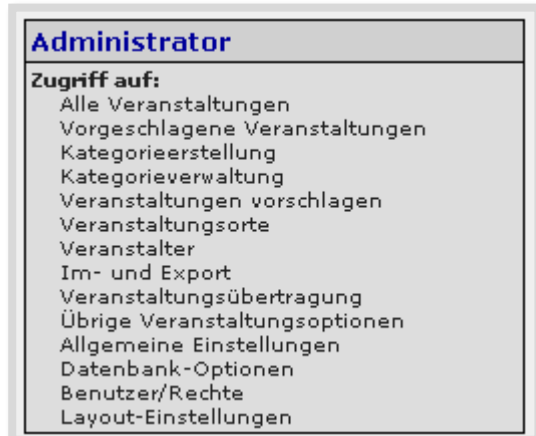 Administrator
Zugriff auf:
Alle Veranstaltungen
Vorgeschlagene Veranstaltungen
Kategorieerstellung
Kategorieverwaltung
Veranstaltungen vorschlagen
Veranstaltungsorte
Veranstalter
Im- und Export
Veranstaltungsübertragung
Übrige Veranstaltungsoptionen
Allgemeine Einstellungen
Datenbank-Optionen
Benutzer/Rechte
Layout-Einstellungen